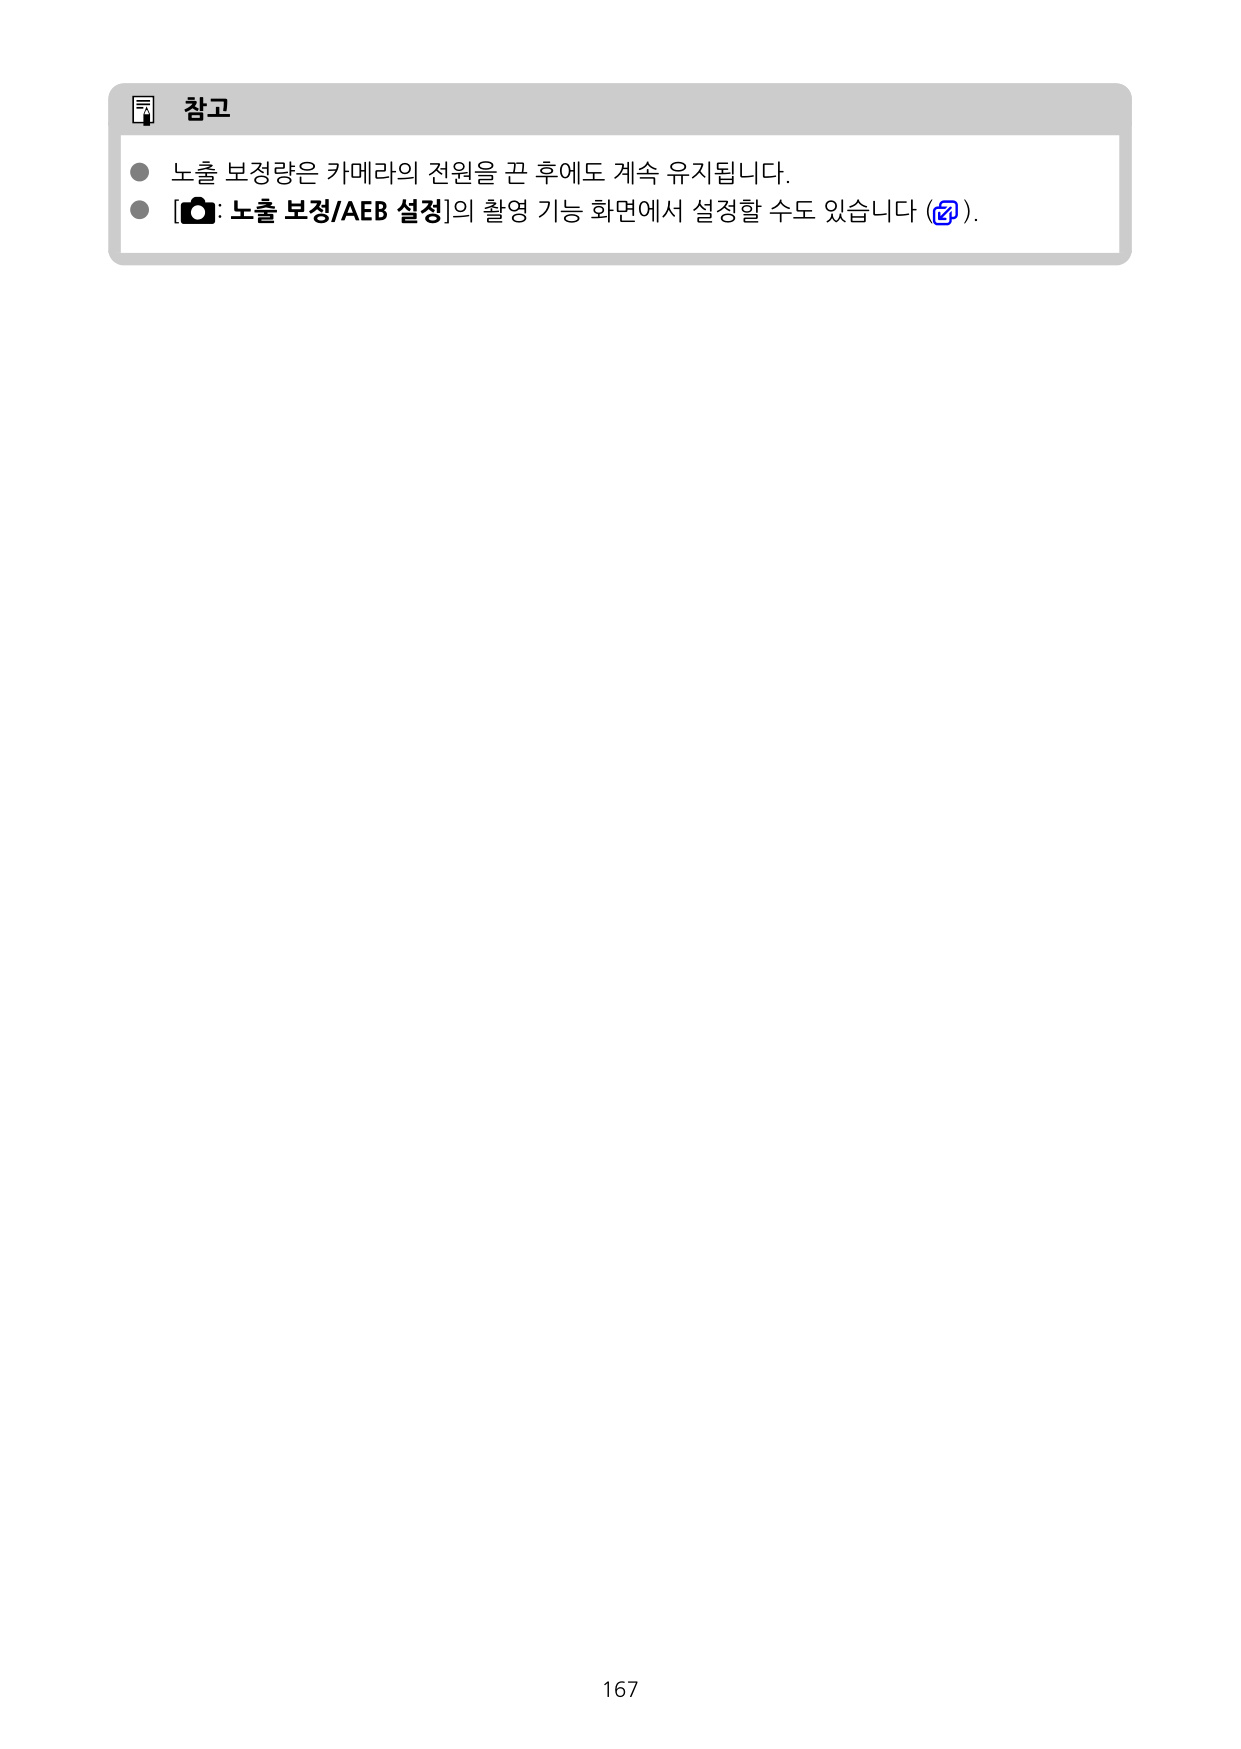 참고
노출 보정량은 카메라의 전원을 끈 후에도 계속 유지됩니다.
[: 노출 보정/AEB 설정]의 촬영 기능 화면에서 설정할 수도 있습니다 ( ).
167